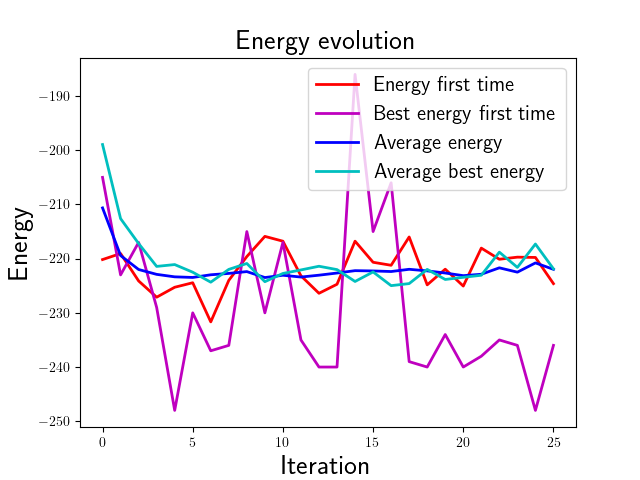 Energy evolution
Energy
−190
−200
−210
−220
−230
−240
−250
Energy first time
Best energy first time
Average energy
Average best energy
0 5 10 15 20 25
Iteration